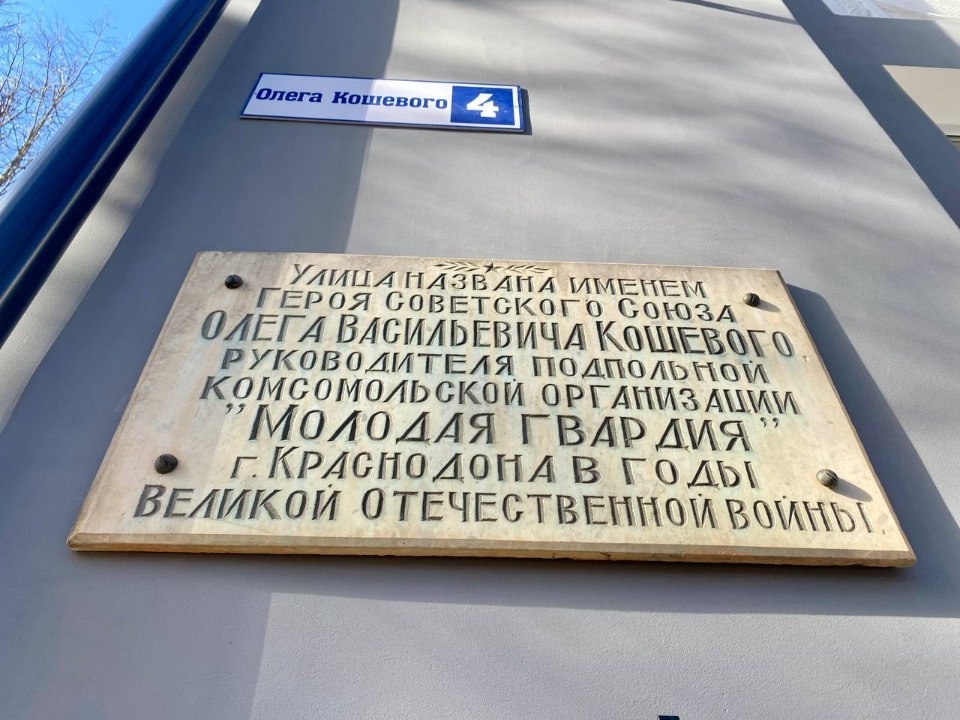 Олега Кошевого 4
УЛИЦА НАЗВАНА ИМЕНЕМ
ГЕРОЯ СОВЕТСКОГО СОЮЗА
ОЛЕГА ВАСИЛЬЕВИЧА КОШЕВОГО
РУКОВОДИТЕЛЯ ПОДПОЛЬНОЙ
КОМСОМОЛЬСКОЙ ОРГАНИЗАЦИИ
"МОЛОДАЯ ГВАРДИЯ"
г. КРАСНОДОНА В ГОДЫ
ВЕЛИКОЙ ОТЕЧЕСТВЕННОЙ ВОЙНЫ